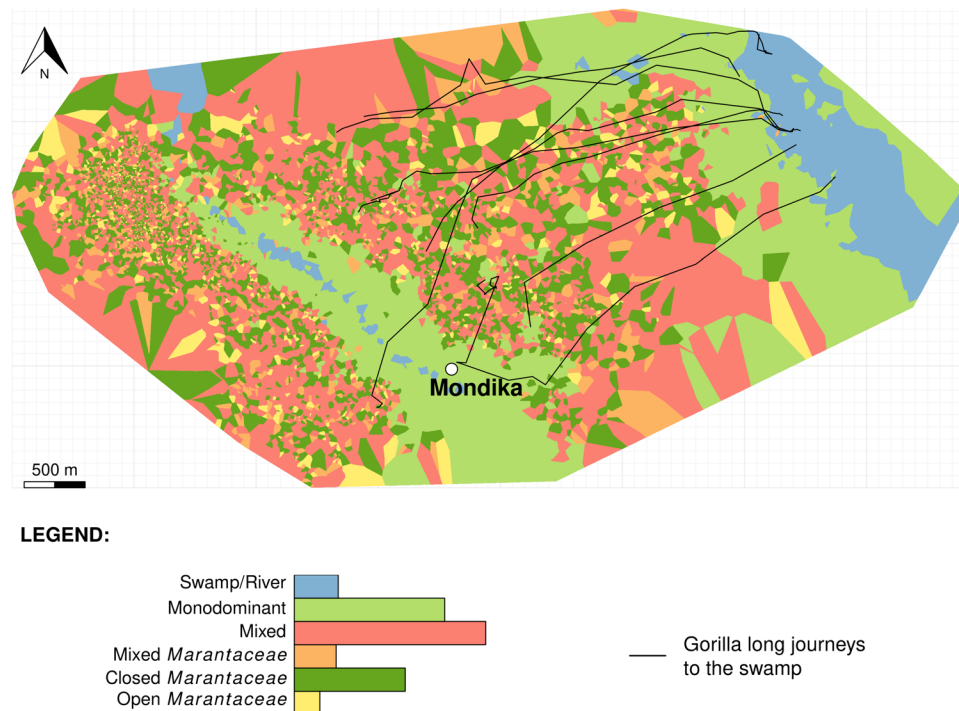 N
Mondika
500 m
LEGEND:
Swamp/River
Monodominant
Mixed
Mixed Marantaceae
Closed Marantaceae
Open Marantaceae
Gorilla long journeys
to the swamp